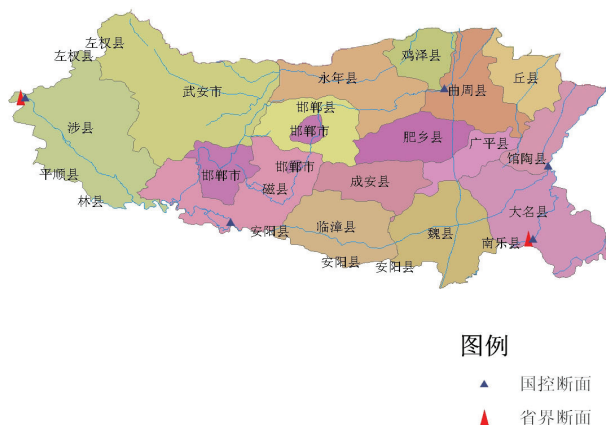 左权县
鸡泽县
左权县
永年县
武安市
曲周县
丘县
邯郸县
邯郸市
肥乡县
广平县
涉县
馆陶县
平顺县
邯郸市
邯郸市
磁县
成安县
林县
大名县
临漳县
安阳县
魏县
南乐县
安阳县
安阳县
图例
国控断面
省界断面